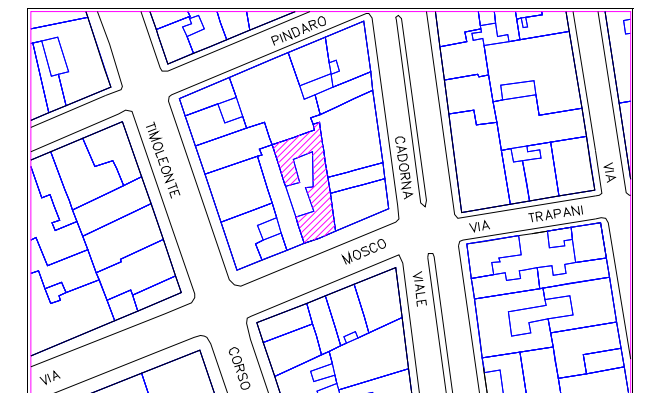 PINDARO
TIMOLEONTE
CADORNA
VIA
VIA TRAPANI
MOSCO
VIALE
VIA
CORSO